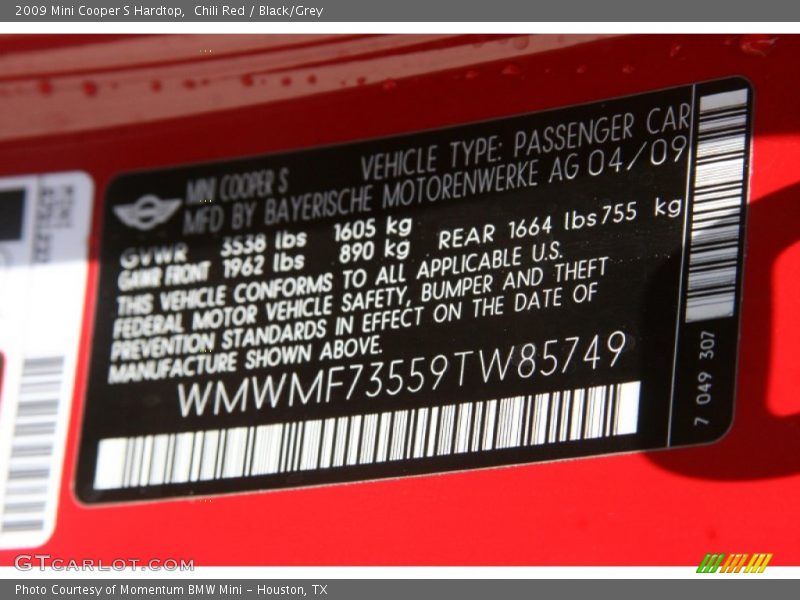 2009 Mini Cooper S Hardtop,  Chili Red / Black/Grey
MINI COOPER S VEHICLE TYPE: PASSENGER CAR
MFD BY BAYERISCHE MOTORENWERKE AG 04/09
GVWR 3538 lbs 1605 kg
GAWR FRONT 1962 lbs 890 kg REAR 1664 lbs 755 kg
THIS VEHICLE CONFORMS TO ALL APPLICABLE U.S.
FEDERAL MOTOR VEHICLE SAFETY, BUMPER AND THEFT
PREVENTION STANDARDS IN EFFECT ON THE DATE OF
MANUFACTURE SHOWN ABOVE.
WMWMF73559TW85749
7 049 307
GTCARLOT.COM
Photo Courtesy of Momentum BMW Mini - Houston, TX